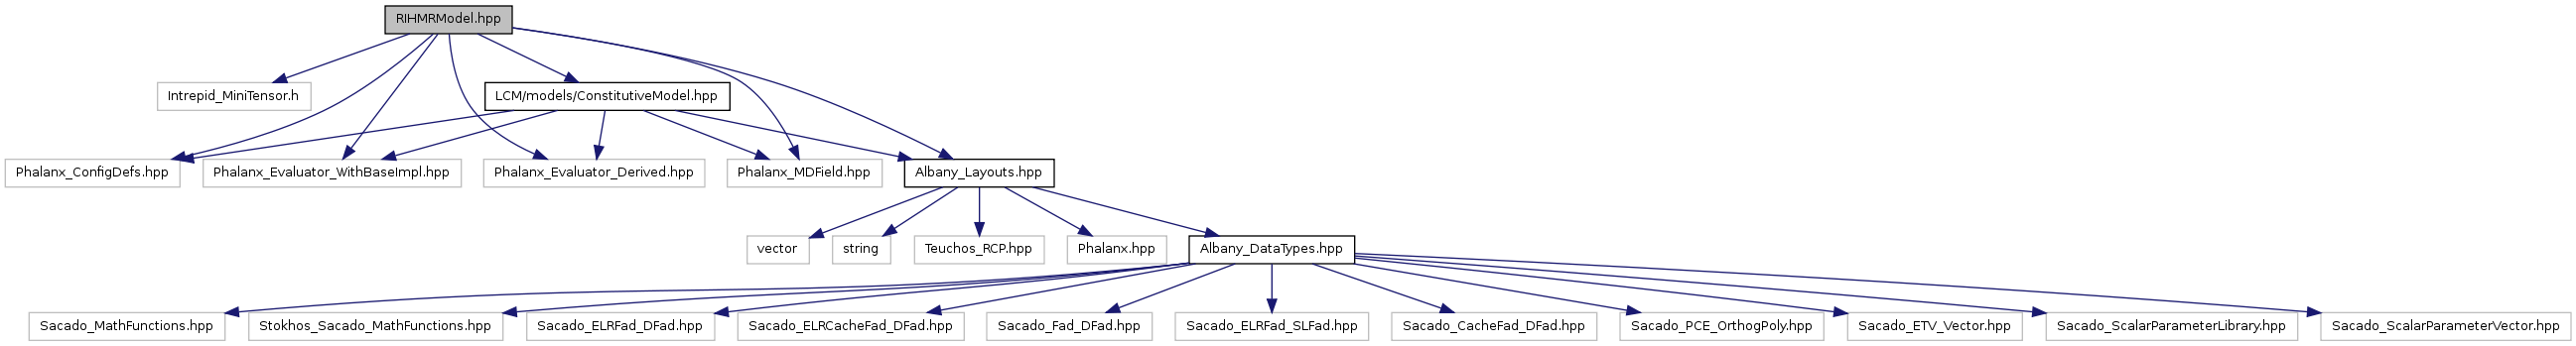 RIHMRModel.hpp
Intrepid_MiniTensor.h
LCM/models/ConstitutiveModel.hpp
Phalanx_ConfigDefs.hpp
Phalanx_Evaluator_WithBaseImpl.hpp
Phalanx_Evaluator_Derived.hpp
Phalanx_MDField.hpp
Albany_Layouts.hpp
vector
string
Teuchos_RCP.hpp
Phalanx.hpp
Albany_DataTypes.hpp
Sacado_MathFunctions.hpp
Stokhos_Sacado_MathFunctions.hpp
Sacado_ELRFad_DFad.hpp
Sacado_ELRCacheFad_DFad.hpp
Sacado_Fad_DFad.hpp
Sacado_ELRFad_SLFad.hpp
Sacado_CacheFad_DFad.hpp
Sacado_PCE_OrthogPoly.hpp
Sacado_ETV_Vector.hpp
Sacado_ScalarParameterLibrary.hpp
Sacado_ScalarParameterVector.hpp